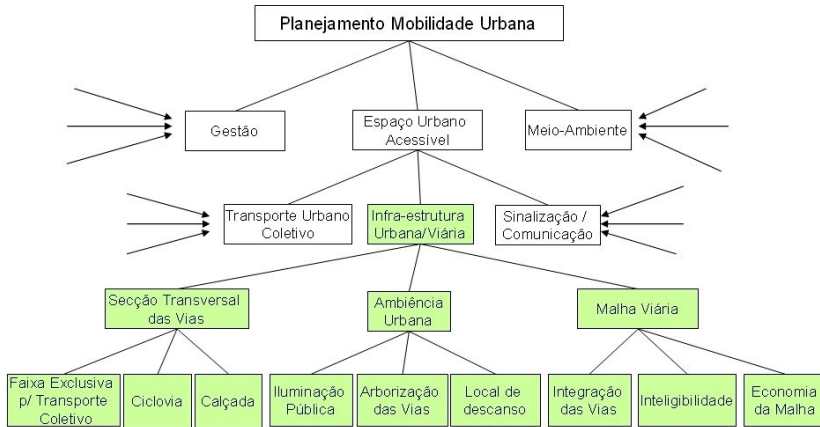 Planejamento Mobilidade Urbana
Gestão
Espaço Urbano
Acessível
Meio-Ambiente
Transporte Urbano
Coletivo
Infra-estrutura
Urbana/Viária
Sinalização /
Comunicação
Secção Transversal
das Vias
Ambiência
Urbana
Malha Viária
Faixa Exclusiva
p/ Transporte
Coletivo
Ciclovia
Calçada
Iluminação
Pública
Arborização
das Vias
Local de
descanso
Integração
das Vias
Inteligibilidade
Economia
da Malha